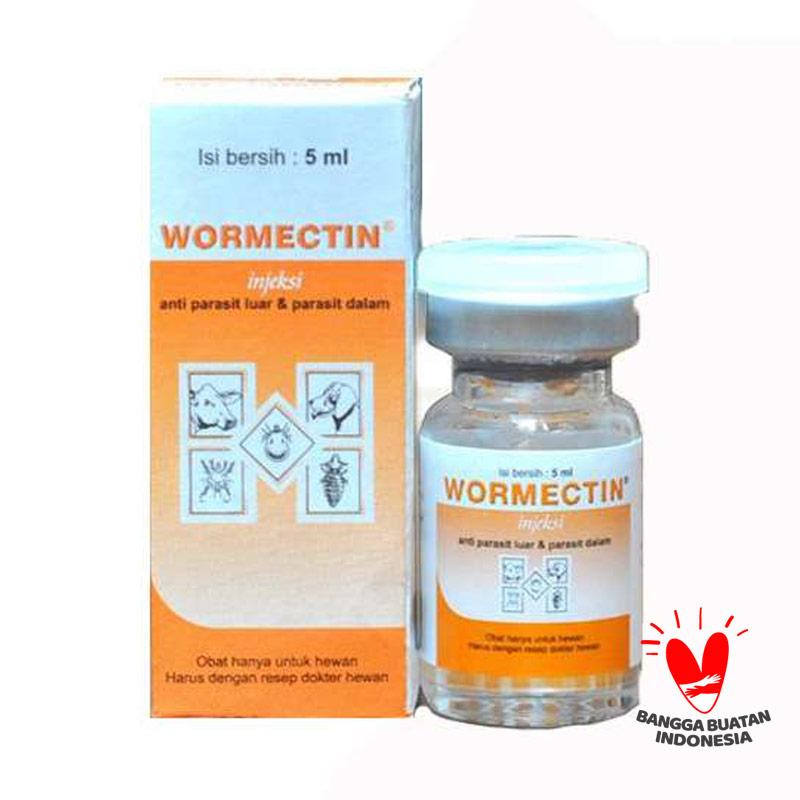 Isi bersih : 5 ml
WORMECTIN®
injeksi
anti parasit luar & parasit dalam
Obat hanya untuk hewan
Harus dengan resep dokter hewan
Isi bersih : 5 ml
WORMECTIN®
injeksi
anti parasit luar & parasit dalam
Obat hanya untuk hewan
Harus dengan resep dokter hewan
BANGGA BUATAN
INDONESIA